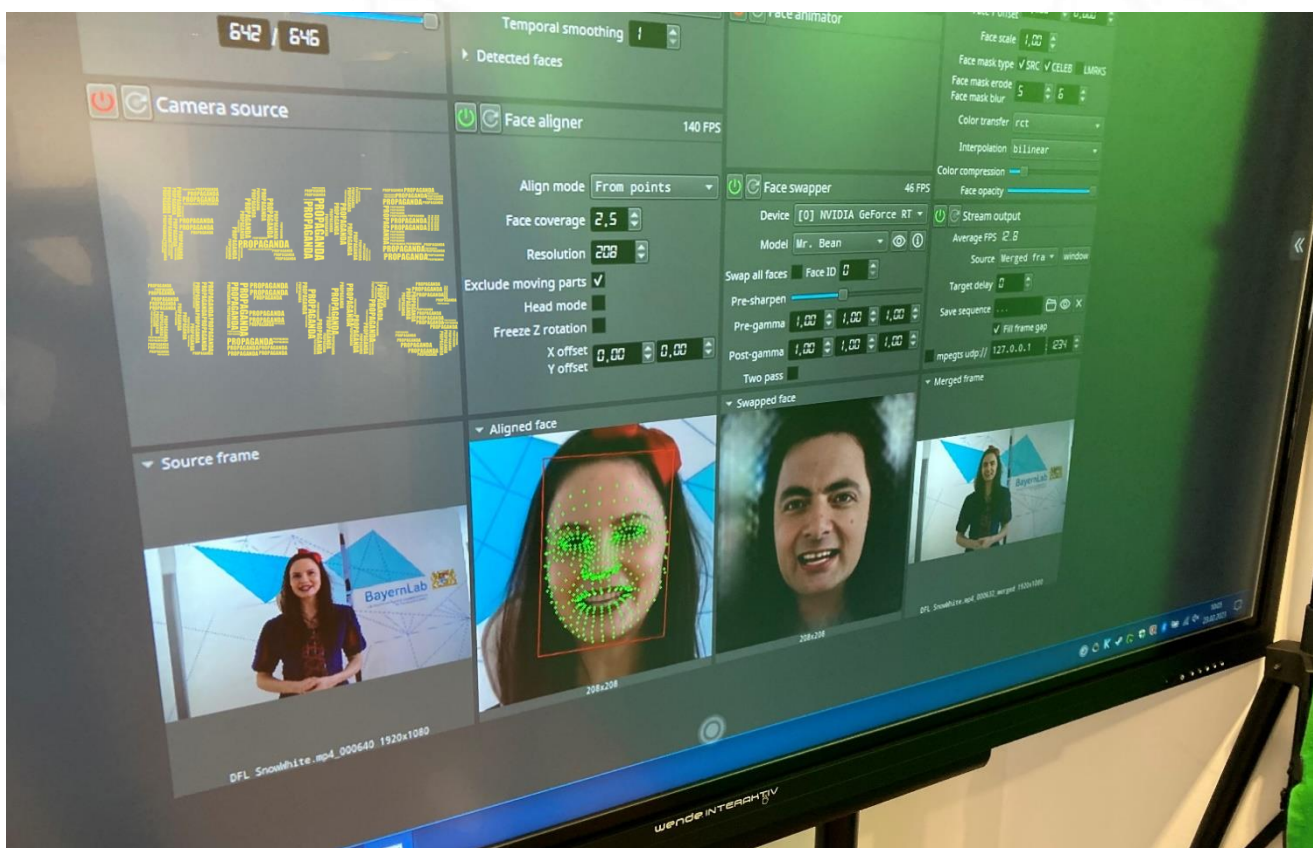 642 / 646
Temporal smoothing 1
Detected faces
Camera source
FAKE
NEWS
PROPAGANDA
Source frame
BayernLab
DFL SnowWhite.mp4_000640 1920x1080
Face aligner 140 FPS
Align mode From points
Face coverage 2,5
Resolution 208
Exclude moving parts
Head mode
Freeze Z rotation
X offset
Y offset
0,00 0,00
Aligned face
208x208
Face animator
Face swapper 46 FPS
Device [0] NVIDIA GeForce RT
Model Mr. Bean
Swap all faces Face ID 0
Pre-sharpen
Pre-gamma 1,00 1,00 1,00
Post-gamma 1,00 1,00 1,00
Two pass
Swapped face
208x208
Face scale 1,00
Face mask type SRC CELEB LMRKS
Face mask erode
Face mask blur
5 6
Color transfer rct
Interpolation bilinear
Color compression
Face opacity
Stream output
Average FPS 2.8
Source Merged fra window
Target delay 0
Save sequence ...
Fill frame gap
mpegts udp:// 127.0.0.1 : 234
Merged frame
BayernLab
DFL SnowWhite.mp4_000632_merged 1920x1080
wende.INTERAKTIV